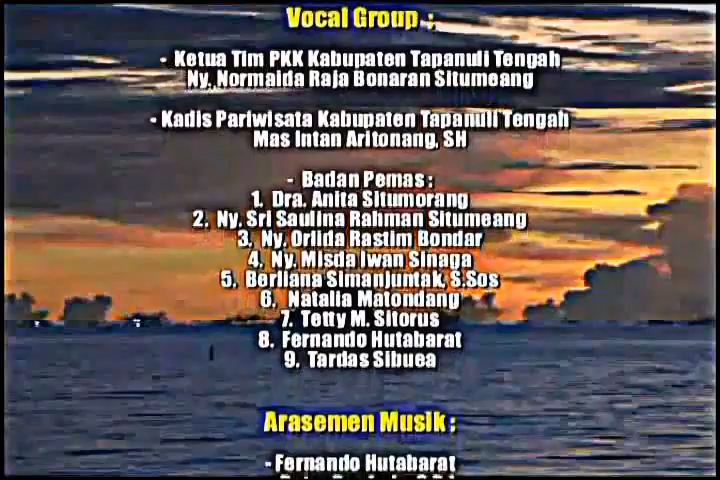 Vocal Group :
- Ketua Tim PKK Kabupaten Tapanuli Tengah
Ny. Normaida Raja Bonaran Situmeang
- Kadis Pariwisata Kabupaten Tapanuli Tengah
Mas Intan Aritonang, SH
- Badan Pemas :
1. Dra. Anita Situmorang
2. Ny. Sri Saulina Rahman Situmeang
3. Ny. Orlida Rastim Bondar
4. Ny. Misda Iwan Sinaga
5. Berliana Simanjuntak, S.Sos
6. Natalia Matondang
7. Tetty M. Sitorus
8. Fernando Hutabarat
9. Tardas Sibuea
Arasemen Musik :
- Fernando Hutabarat